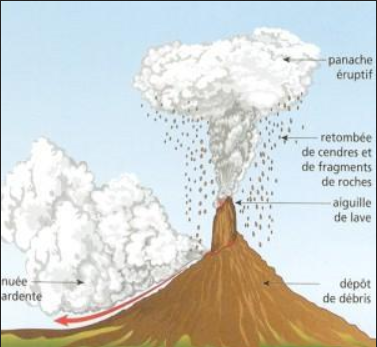 panache
éruptif
retombée
de cendres et
de fragments
de roches
aiguille
de lave
nuée
ardente
dépôt
de débris